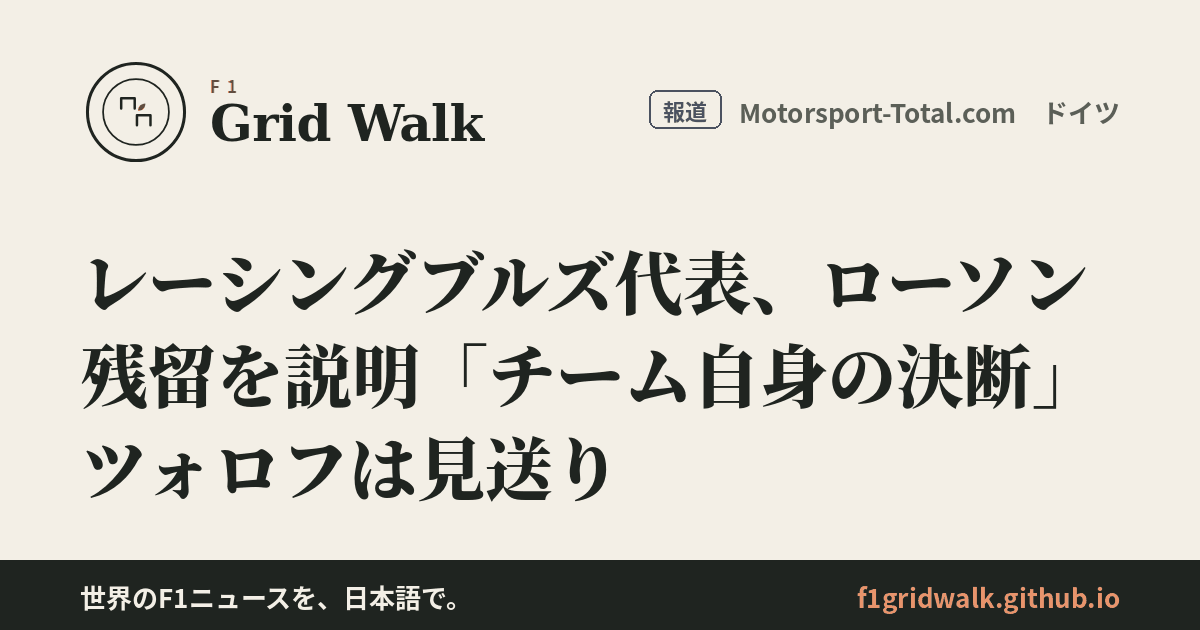 F1
Grid Walk
報道 Motorsport-Total.com ドイツ
レーシングブルズ代表、ローソン
残留を説明「チーム自身の決断」
ツォロフは見送り
世界のF1ニュースを、日本語で。
f1gridwalk.github.io